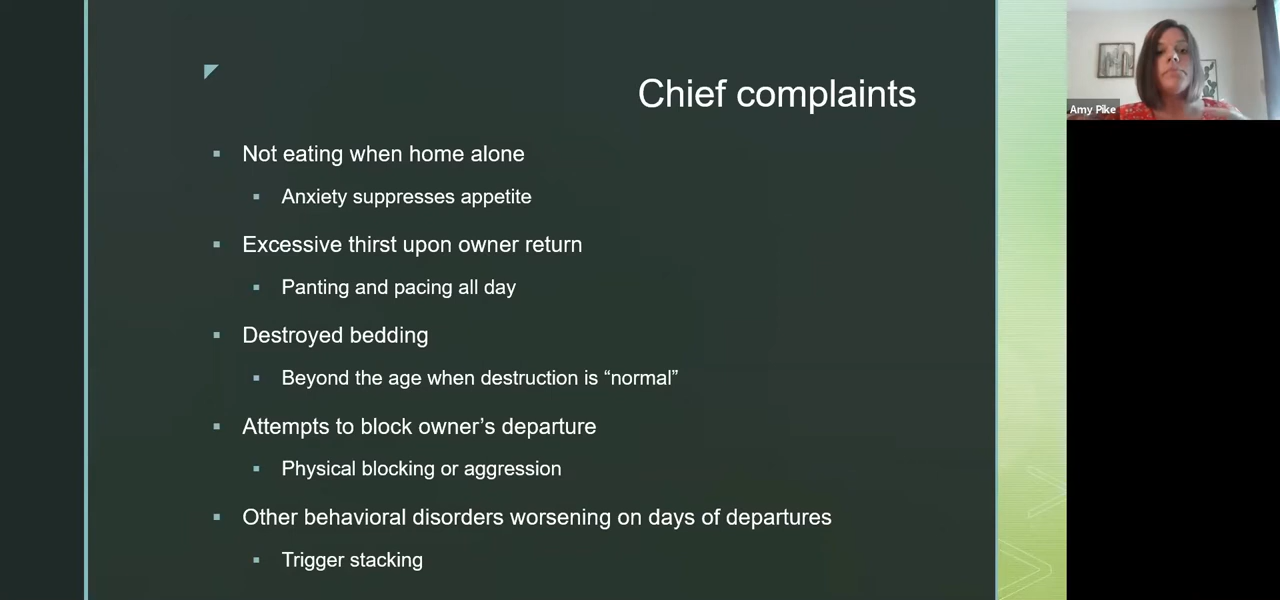 Chief complaints
Not eating when home alone
Anxiety suppresses appetite
Excessive thirst upon owner return
Panting and pacing all day
Destroyed bedding
Beyond the age when destruction is “normal”
Attempts to block owner’s departure
Physical blocking or aggression
Other behavioral disorders worsening on days of departures
Trigger stacking
Amy Pike